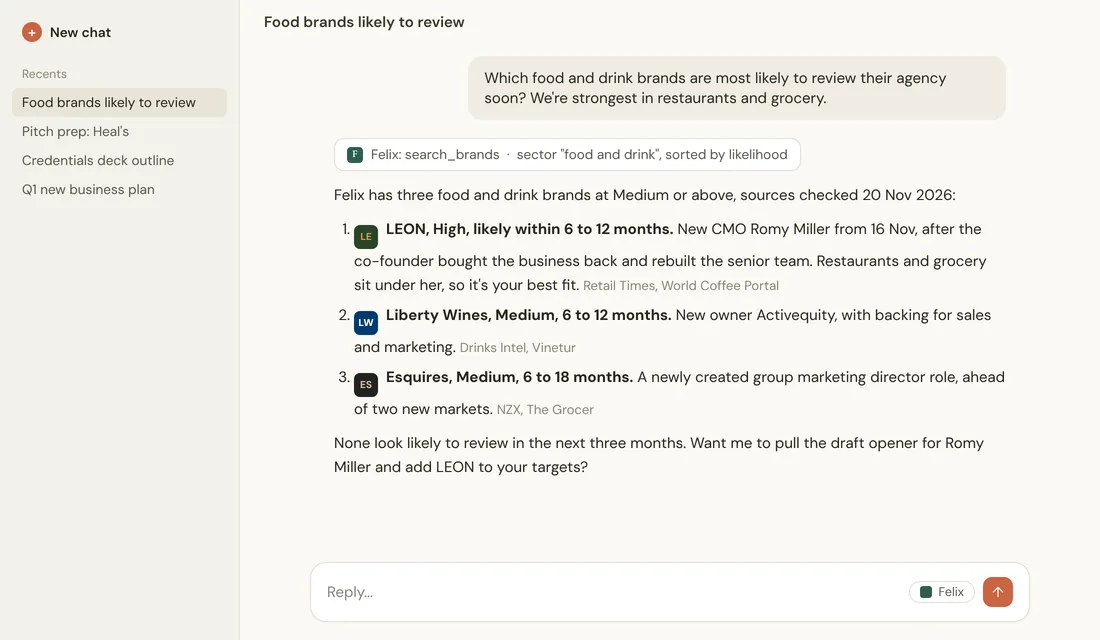 + New chat
Recents
Food brands likely to review
Pitch prep: Heal's
Credentials deck outline
Q1 new business plan
Food brands likely to review
Which food and drink brands are most likely to review their agency
soon? We're strongest in restaurants and grocery.
F Felix: search_brands · sector "food and drink", sorted by likelihood
Felix has three food and drink brands at Medium or above, sources checked 20 Nov 2026:
1. LE LEON, High, likely within 6 to 12 months. New CMO Romy Miller from 16 Nov, after the
co-founder bought the business back and rebuilt the senior team. Restaurants and grocery
sit under her, so it's your best fit. Retail Times, World Coffee Portal
2. LW Liberty Wines, Medium, 6 to 12 months. New owner Activequity, with backing for sales
and marketing. Drinks Intel, Vinetur
3. ES Esquires, Medium, 6 to 18 months. A newly created group marketing director role, ahead
of two new markets. NZX, The Grocer
None look likely to review in the next three months. Want me to pull the draft opener for Romy
Miller and add LEON to your targets?
Reply...
Felix